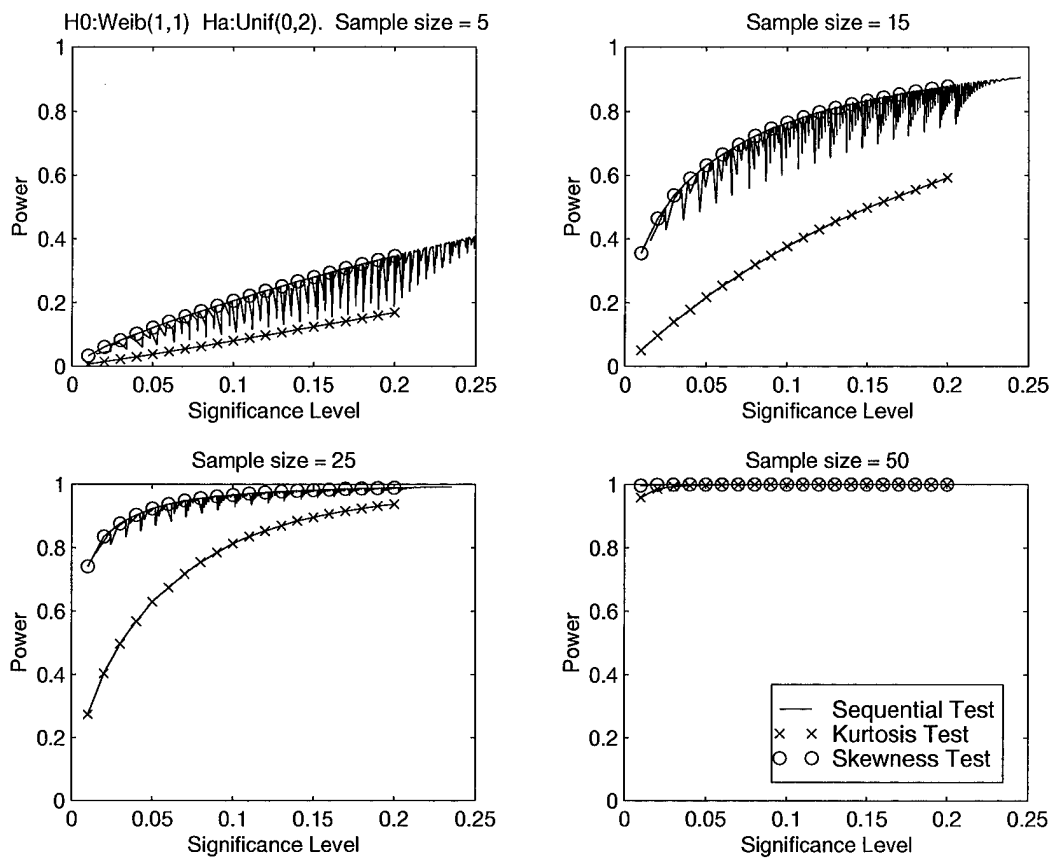 H0:Weib(1,1) Ha:Unif(0,2). Sample size = 5
1
0.8
0.6
0.4
0.2
0
Power
0 0.05 0.1 0.15 0.2 0.25
Significance Level
Sample size = 15
1
0.8
0.6
0.4
0.2
0
Power
0 0.05 0.1 0.15 0.2 0.25
Significance Level
Sample size = 25
1
0.8
0.6
0.4
0.2
0
Power
0 0.05 0.1 0.15 0.2 0.25
Significance Level
Sample size = 50
1
0.8
0.6
0.4
0.2
0
Power
Sequential Test
Kurtosis Test
Skewness Test
0 0.05 0.1 0.15 0.2 0.25
Significance Level